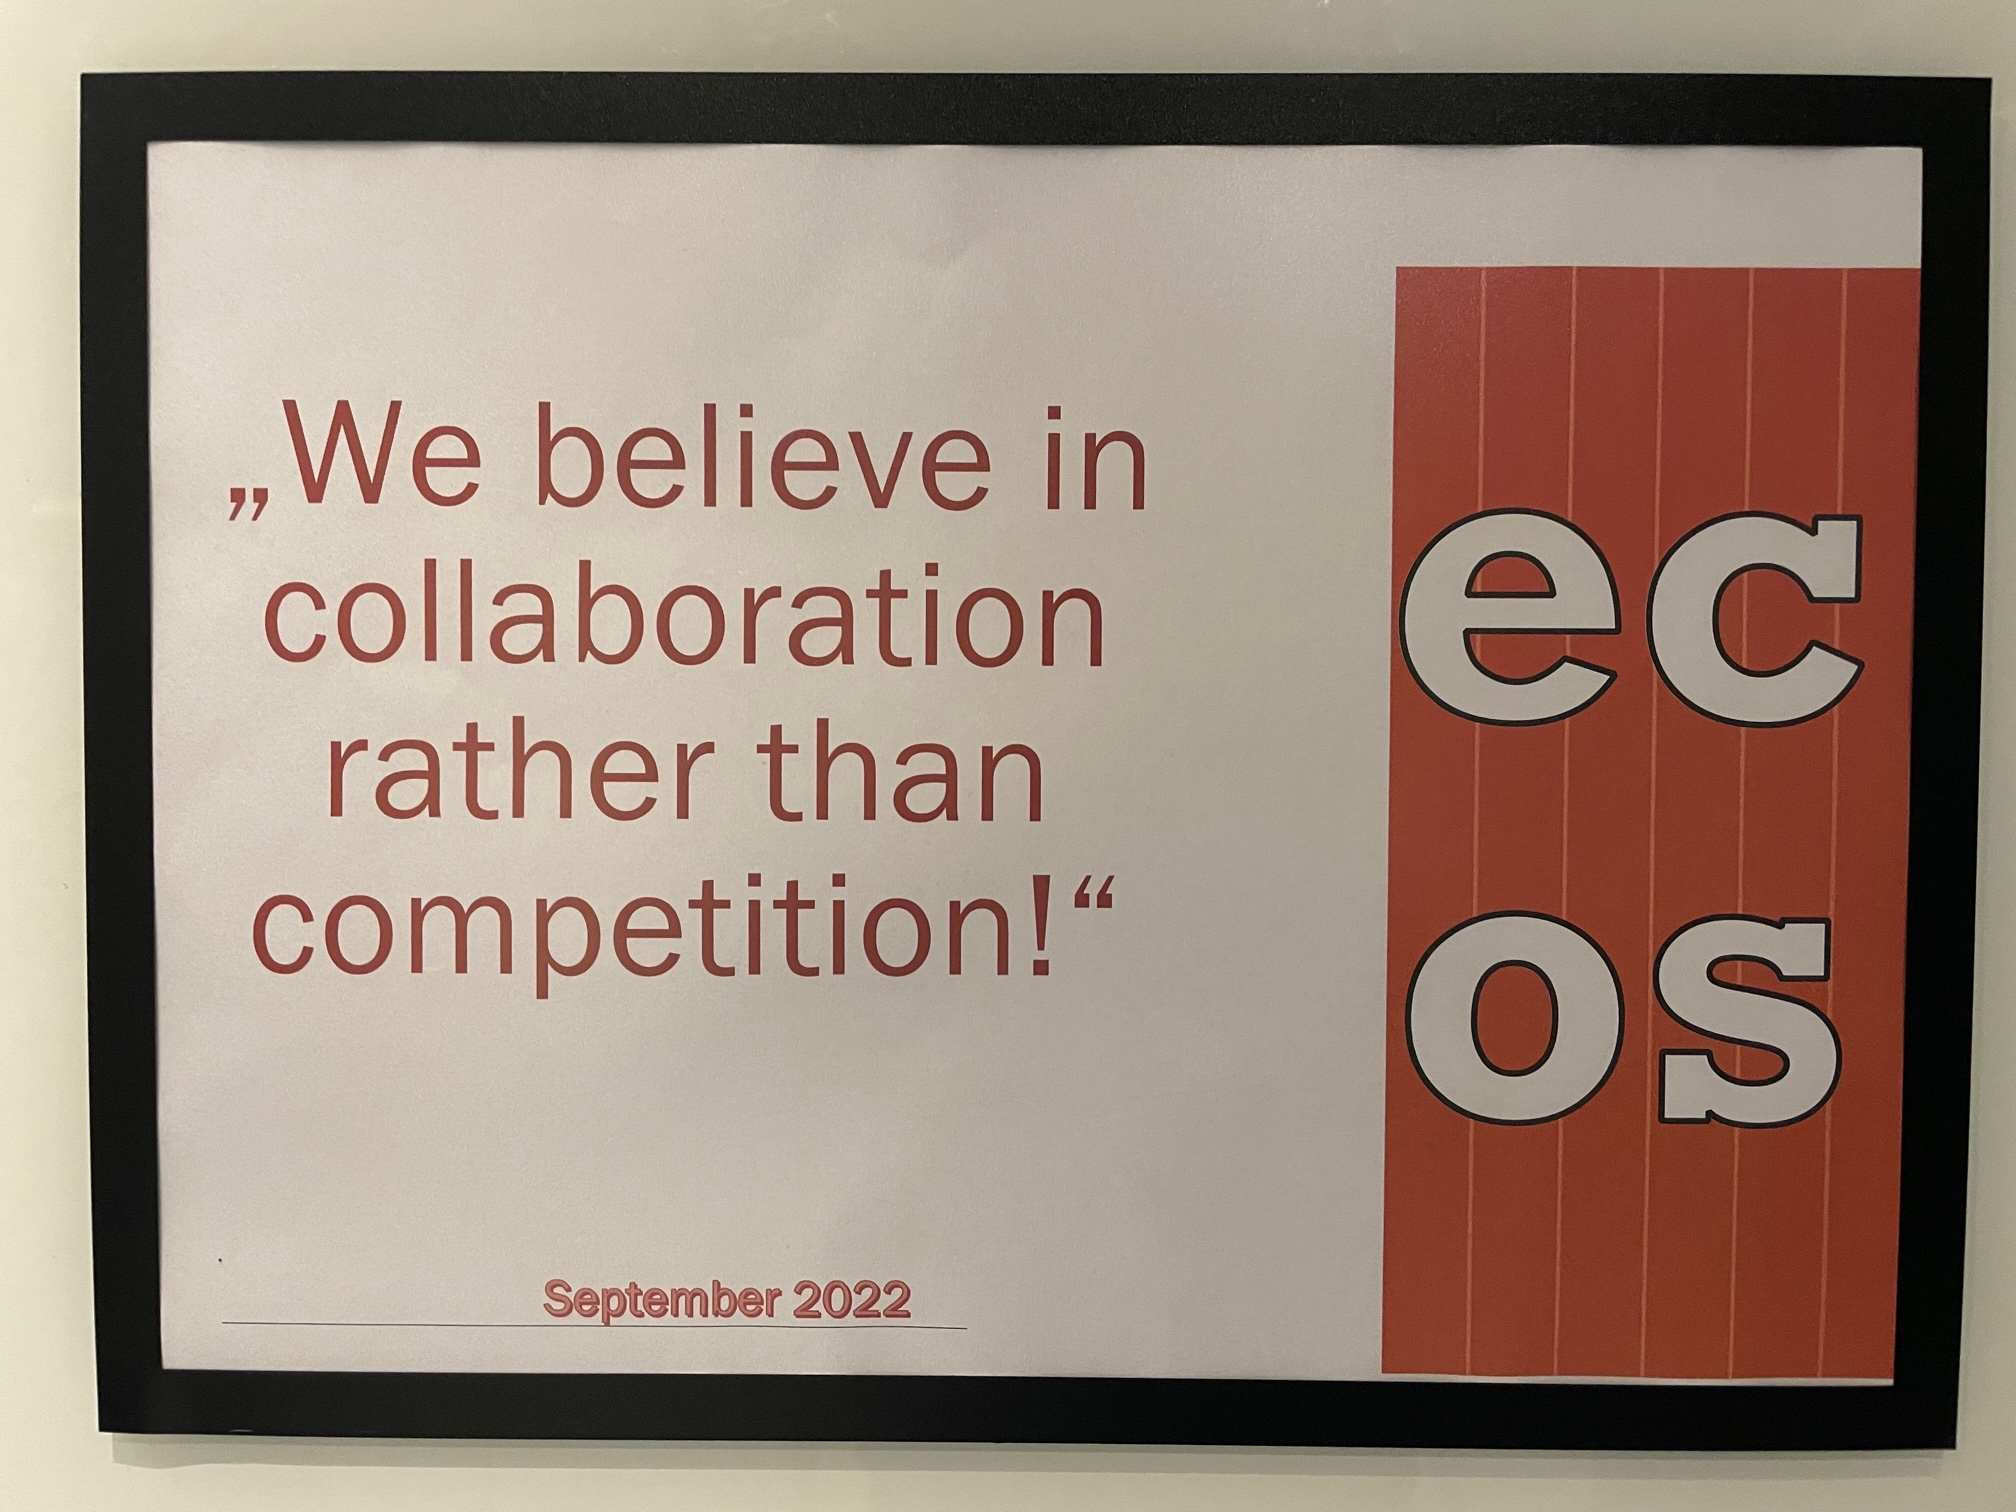 „We believe in
collaboration
rather than
competition!“
September 2022
ec
os